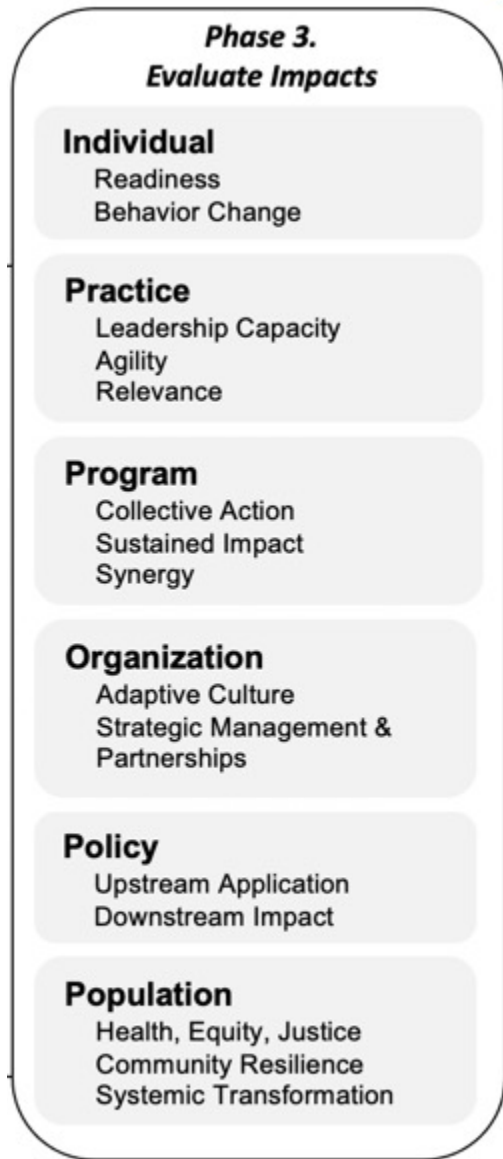 Phase 3.
Evaluate Impacts
Individual
Readiness
Behavior Change
Practice
Leadership Capacity
Agility
Relevance
Program
Collective Action
Sustained Impact
Synergy
Organization
Adaptive Culture
Strategic Management &
Partnerships
Policy
Upstream Application
Downstream Impact
Population
Health, Equity, Justice
Community Resilience
Systemic Transformation